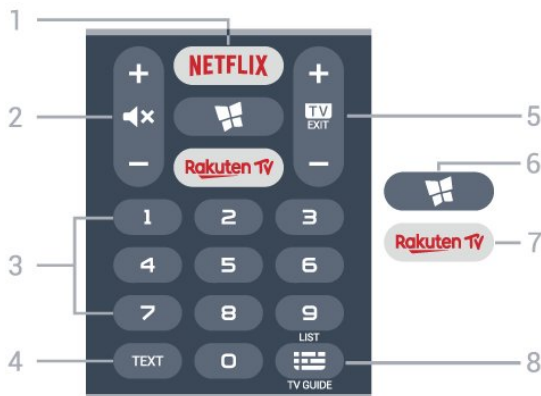 1
+ NETFLIX +
2 TV 5
EXIT
6
- Rakuten TV -
1 2 3
Rakuten TV 7
3 4 5 6
7 8 9
LIST
4 TEXT 0 8
TV GUIDE